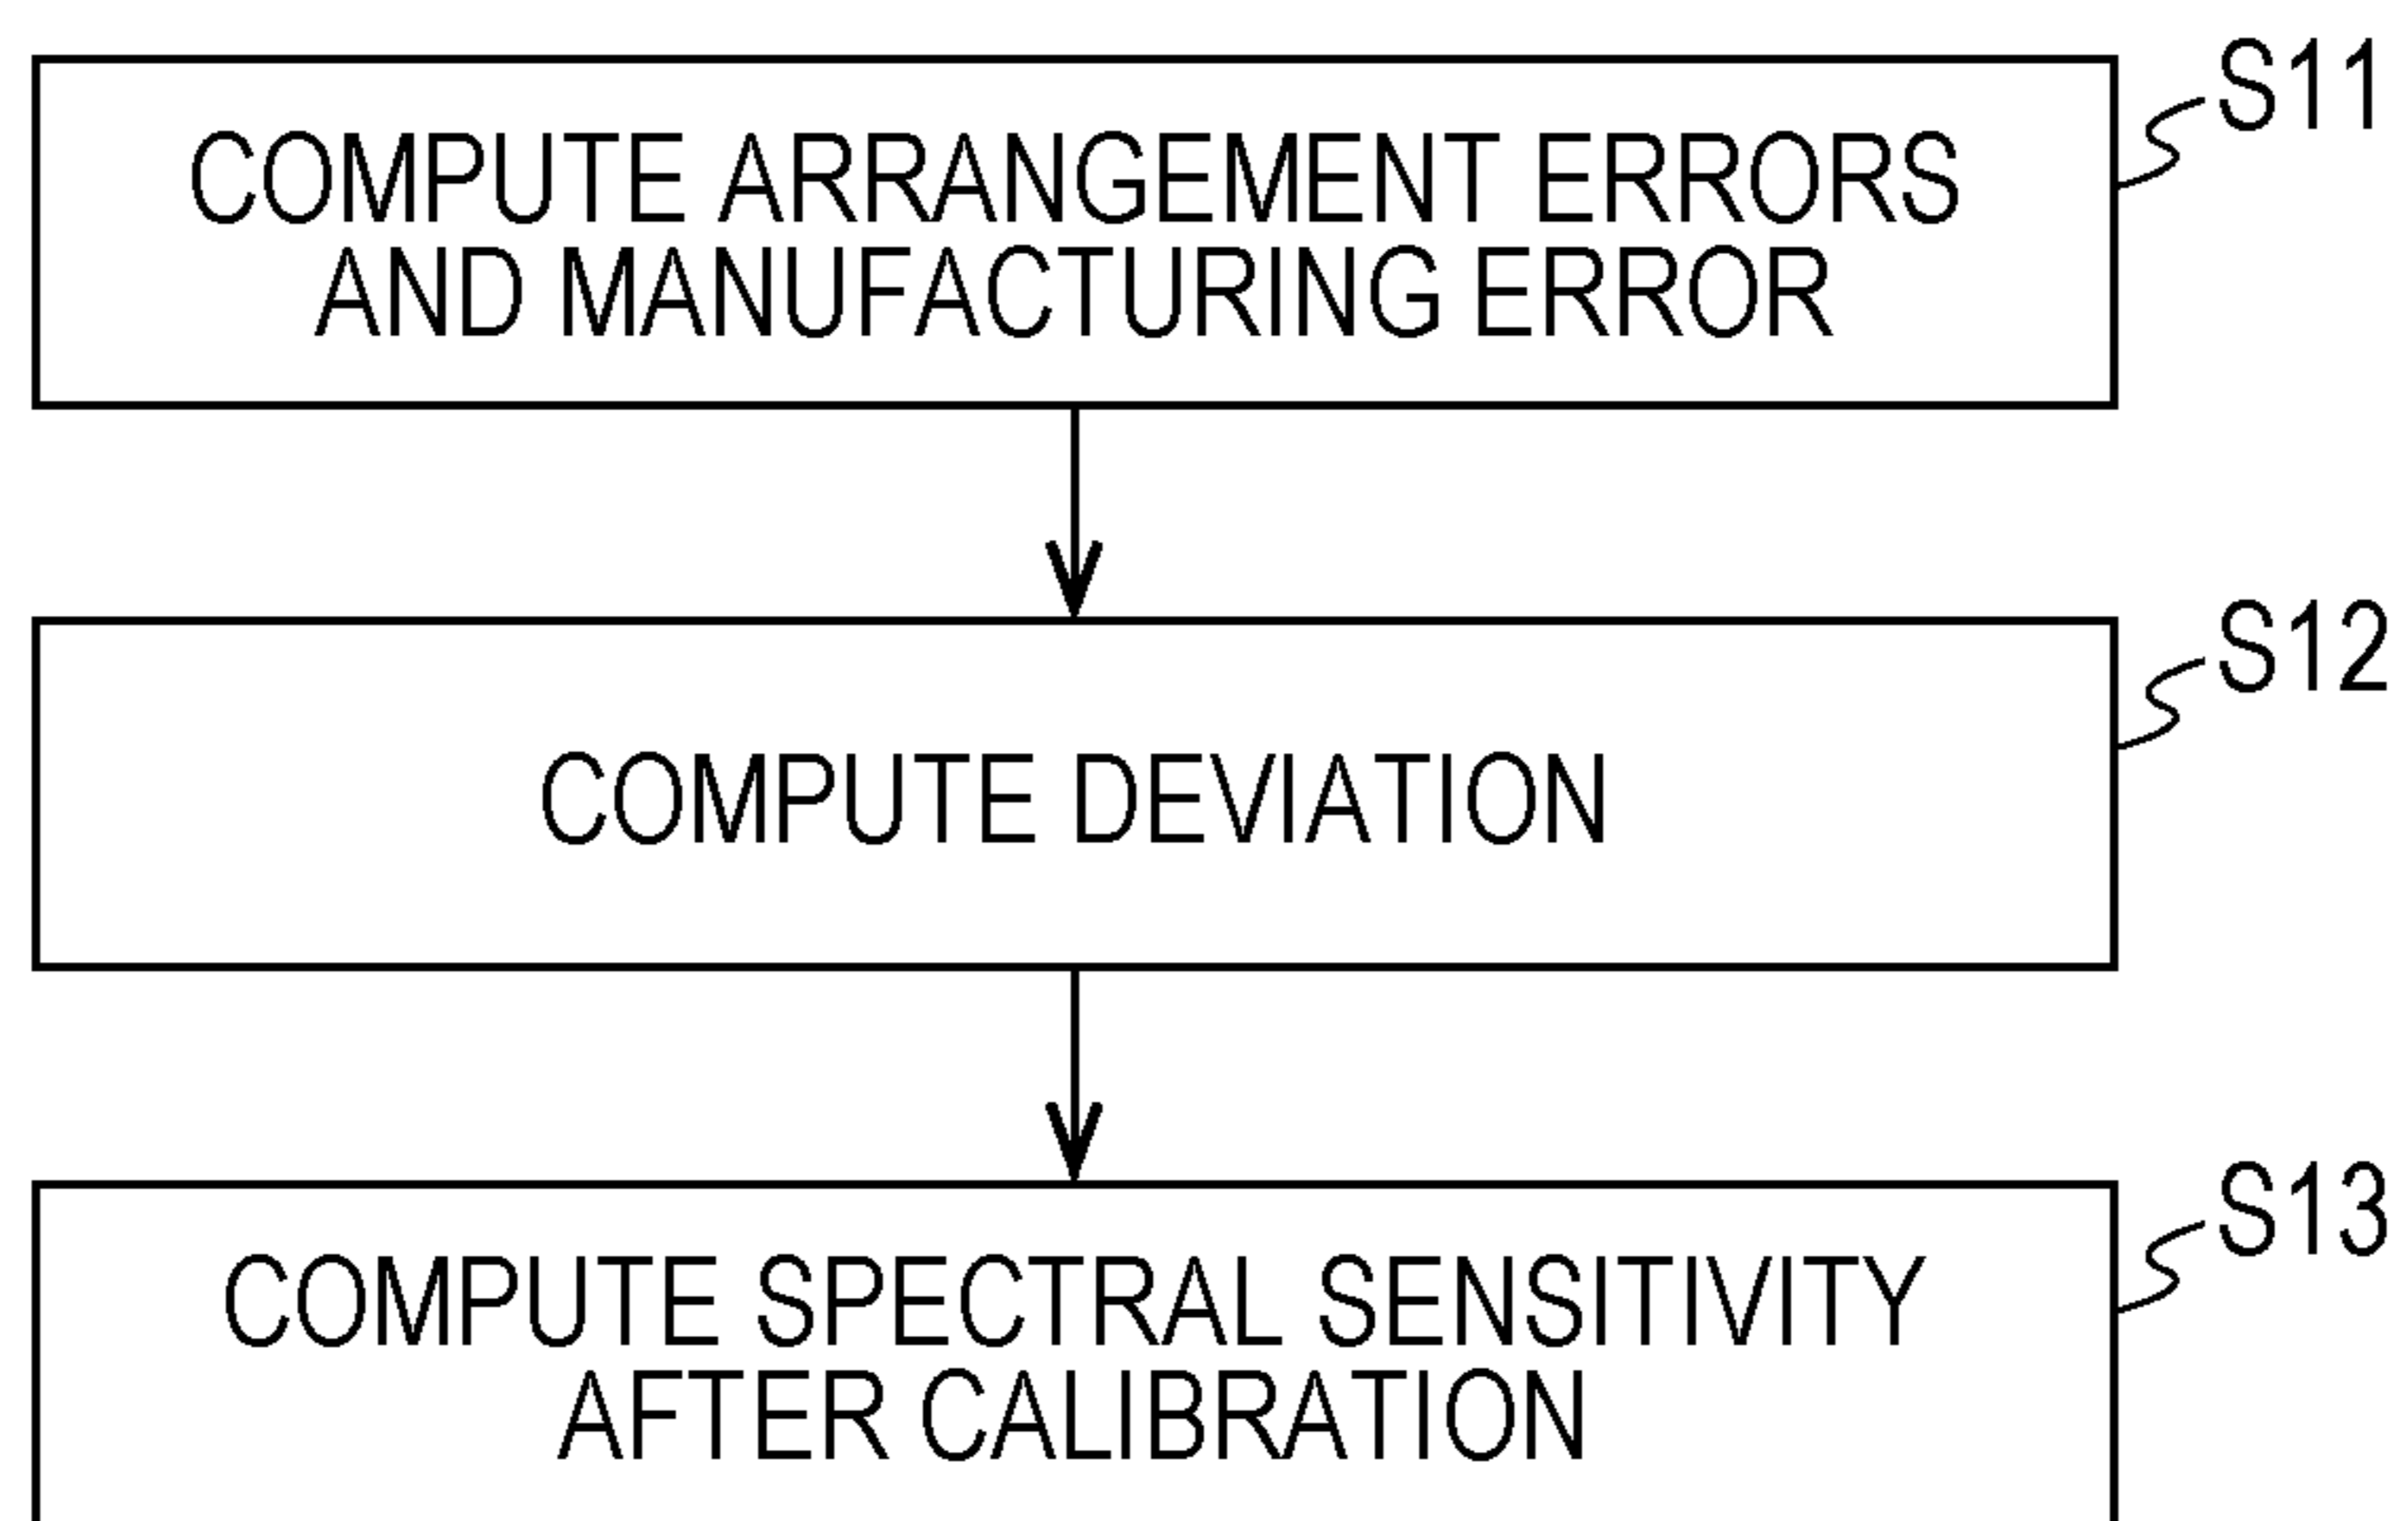 S11
COMPUTE ARRANGEMENT ERRORS
AND MANUFACTURING ERROR
S12
COMPUTE DEVIATION
S13
COMPUTE SPECTRAL SENSITIVITY
AFTER CALIBRATION